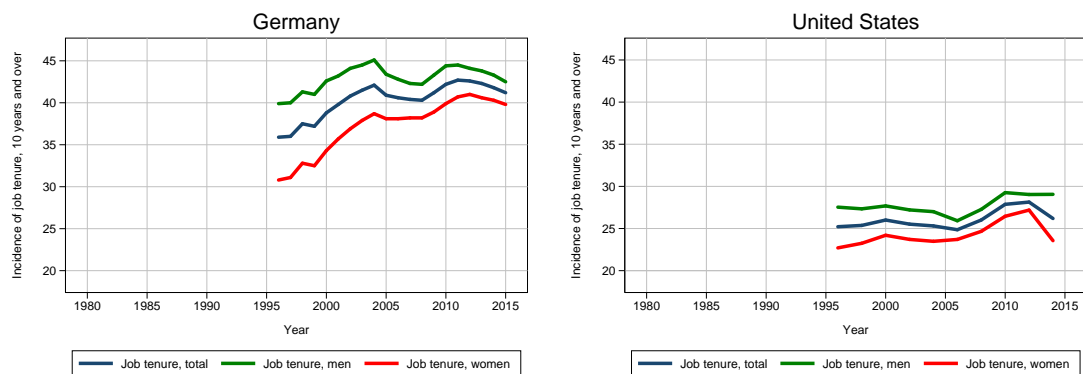 Germany
Incidence of job tenure, 10 years and over
45
40
35
30
25
20
1980 1985 1990 1995 2000 2005 2010 2015
Year
Job tenure, total Job tenure, men Job tenure, women
United States
Incidence of job tenure, 10 years and over
45
40
35
30
25
20
1980 1985 1990 1995 2000 2005 2010 2015
Year
Job tenure, total Job tenure, men Job tenure, women